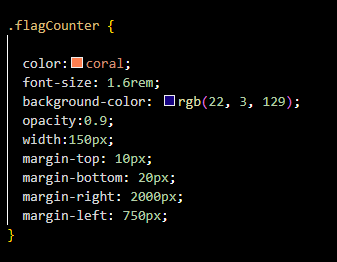 .flagCounter {
color:coral;
font-size: 1.6rem;
background-color: rgb(22, 3, 129);
opacity:0.9;
width:150px;
margin-top: 10px;
margin-bottom: 20px;
margin-right: 2000px;
margin-left: 750px;
}